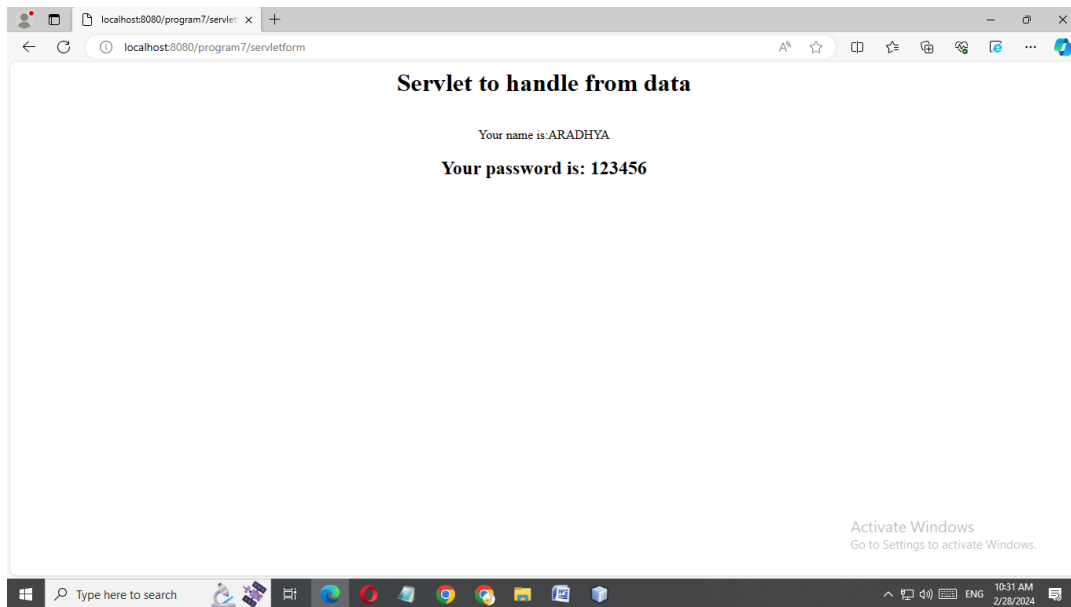 localhost:8080/program7/servlet
localhost:8080/program7/servletform
Servlet to handle from data
Your name is:ARADHYA
Your password is: 123456
Activate Windows
Go to Settings to activate Windows.
Type here to search
ENG
10:31 AM
2/28/2024